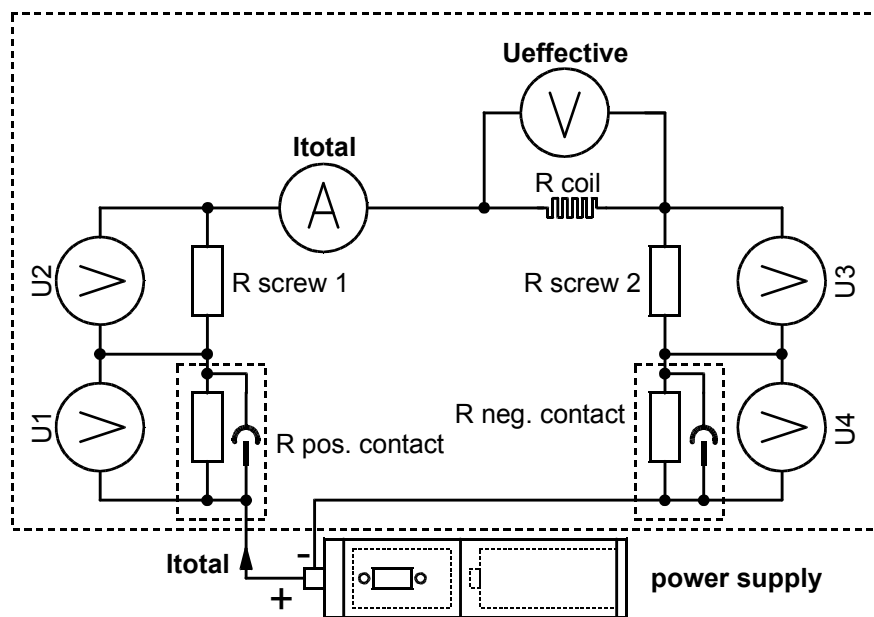 Ueffective
V
Itotal
A
R coil
U2
V
R screw 1
R screw 2
V
U3
U1
V
R pos. contact
R neg. contact
V
U4
Itotal
-
+
power supply